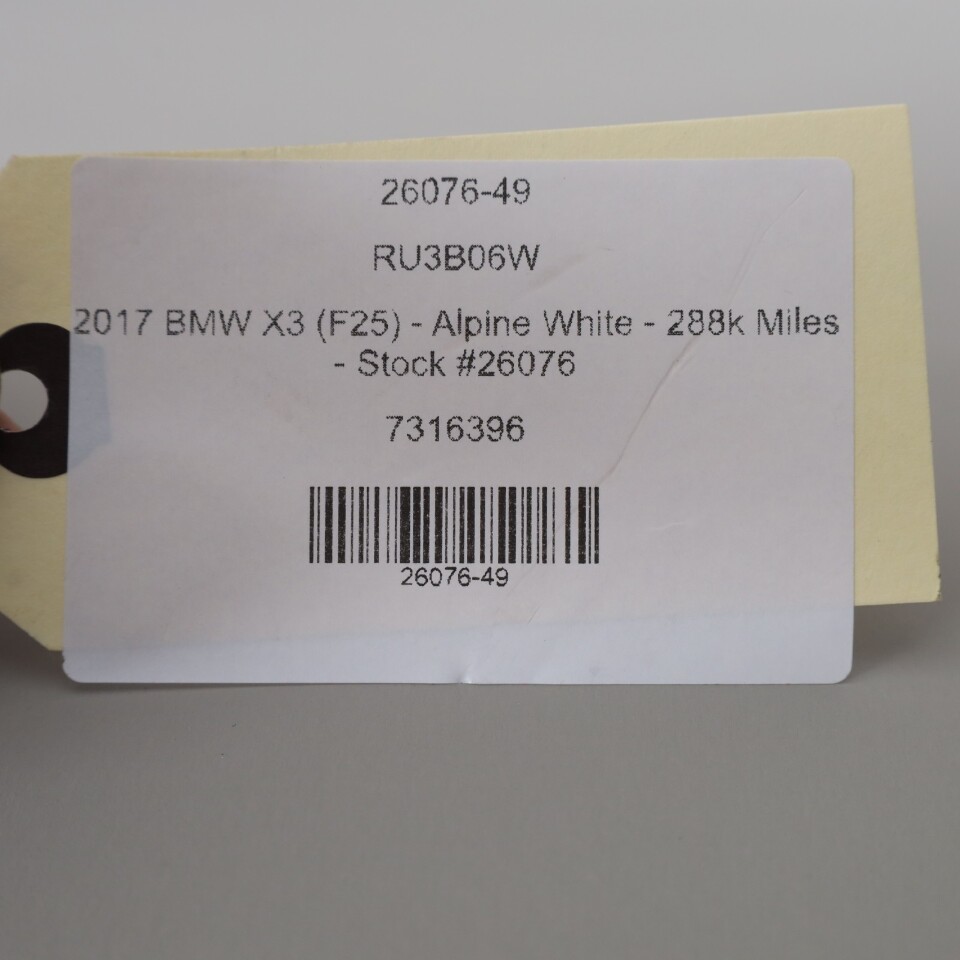 26076-49
RU3B06W
2017 BMW X3 (F25) - Alpine White - 288k Miles
- Stock #26076
7316396
26076-49